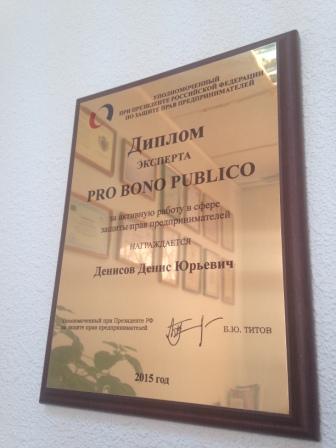 УПОЛНОМОЧЕННЫЙ
ПРИ ПРЕЗИДЕНТЕ РОССИЙСКОЙ ФЕДЕРАЦИИ
ПО ЗАЩИТЕ ПРАВ ПРЕДПРИНИМАТЕЛЕЙ
Диплом
ЭКСПЕРТА
PRO BONO PUBLICO
за активную работу в сфере
защиты прав предпринимателей
НАГРАЖДАЕТСЯ
Денисов Денис Юрьевич
Уполномоченный при Президенте РФ
по защите прав предпринимателей
Б.Ю. ТИТОВ
2015 год